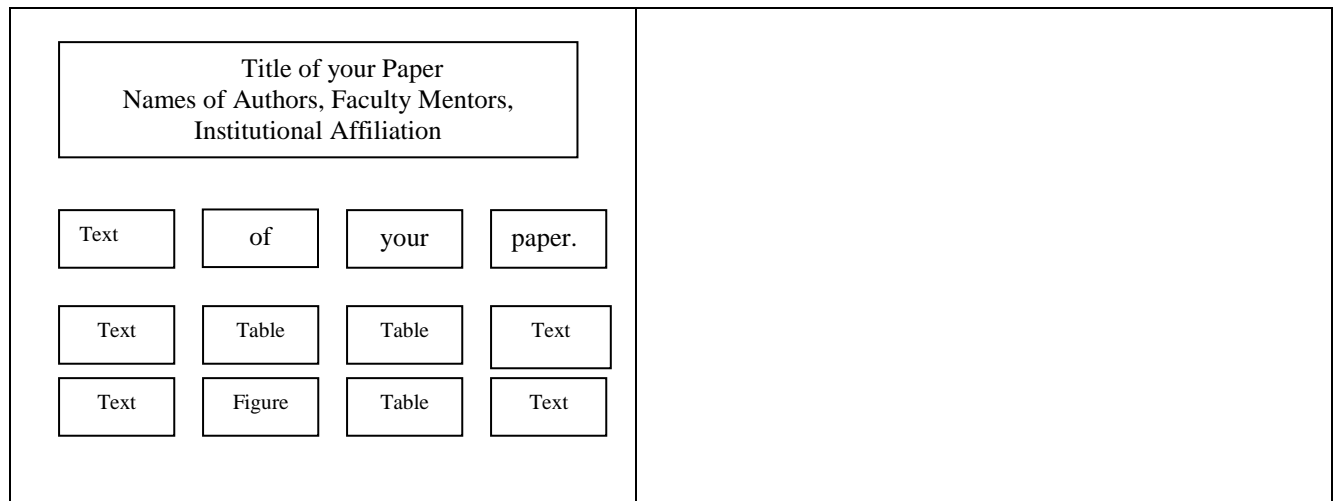 Title of your Paper
Names of Authors, Faculty Mentors,
Institutional Affiliation
Text of your paper.
Text Table Table Text
Text Figure Table Text